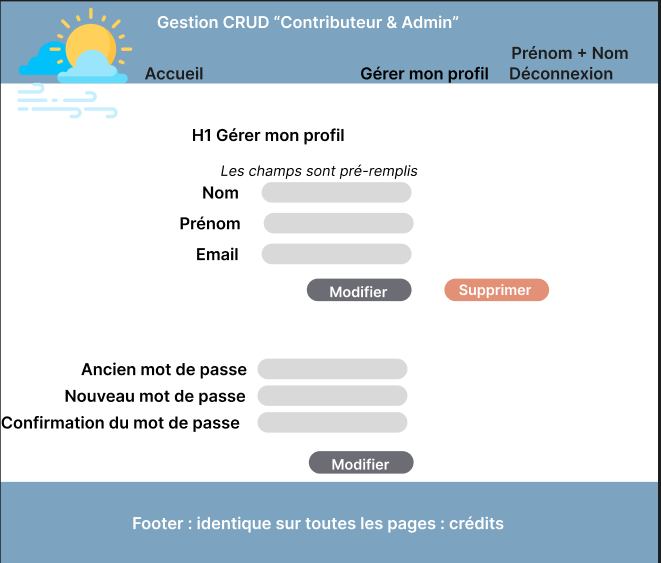 Gestion CRUD “Contributeur & Admin”
Prénom + Nom
Accueil
Gérer mon profil
Déconnexion
H1 Gérer mon profil
Les champs sont pré-remplis
Nom
Prénom
Email
Modifier
Supprimer
Ancien mot de passe
Nouveau mot de passe
Confirmation du mot de passe
Modifier
Footer : identique sur toutes les pages : crédits